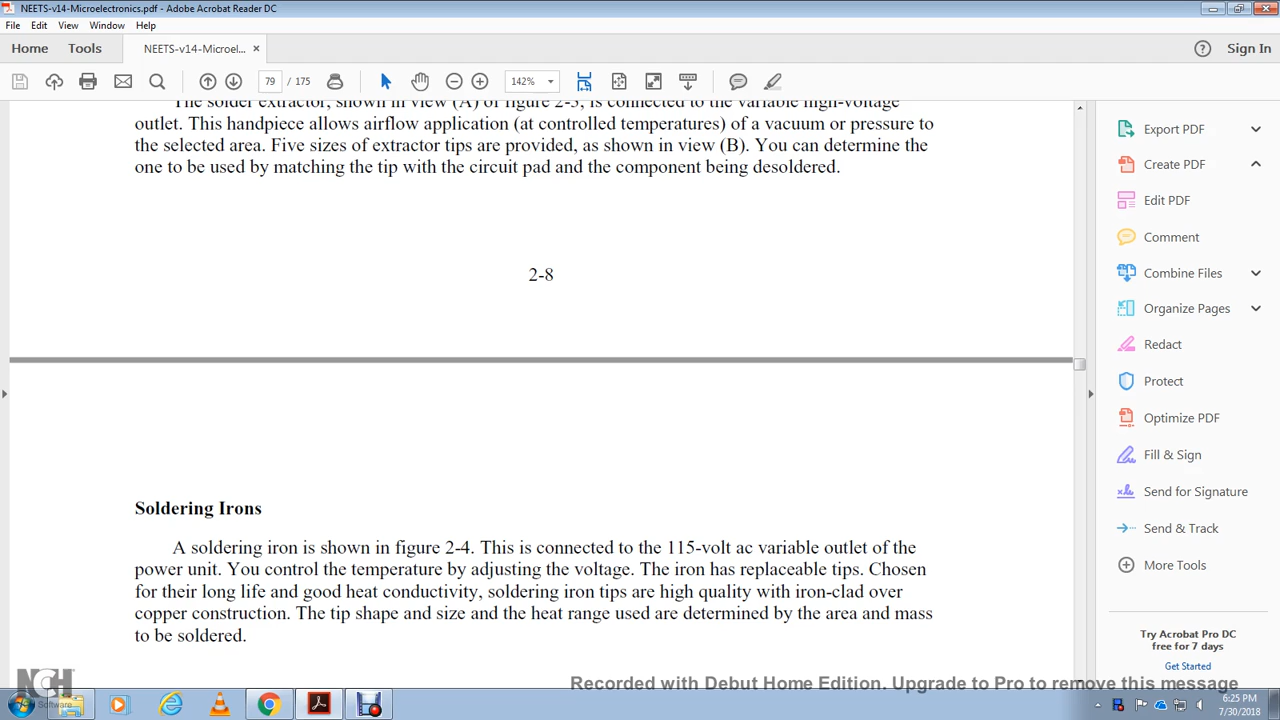 NEETS-v14-Microelectronics.pdf - Adobe Acrobat Reader DC
File Edit View Window Help
Home Tools NEETS-v14-Microel... × Sign In
79 / 175 142%
The solder extractor, shown in view (A) of figure 2-3, is connected to the variable high-voltage
outlet. This handpiece allows airflow application (at controlled temperatures) of a vacuum or pressure to
the selected area. Five sizes of extractor tips are provided, as shown in view (B). You can determine the
one to be used by matching the tip with the circuit pad and the component being desoldered.
2-8
Soldering Irons
A soldering iron is shown in figure 2-4. This is connected to the 115-volt ac variable outlet of the
power unit. You control the temperature by adjusting the voltage. The iron has replaceable tips. Chosen
for their long life and good heat conductivity, soldering iron tips are high quality with iron-clad over
copper construction. The tip shape and size and the heat range used are determined by the area and mass
to be soldered.
Export PDF
Create PDF
Edit PDF
Comment
Combine Files
Organize Pages
Redact
Protect
Optimize PDF
Fill & Sign
Send for Signature
Send & Track
More Tools
Try Acrobat Pro DC
free for 7 days
Get Started
NCH
Software
Recorded with Debut Home Edition. Upgrade to Pro to remove this message
6:25 PM
7/30/2018